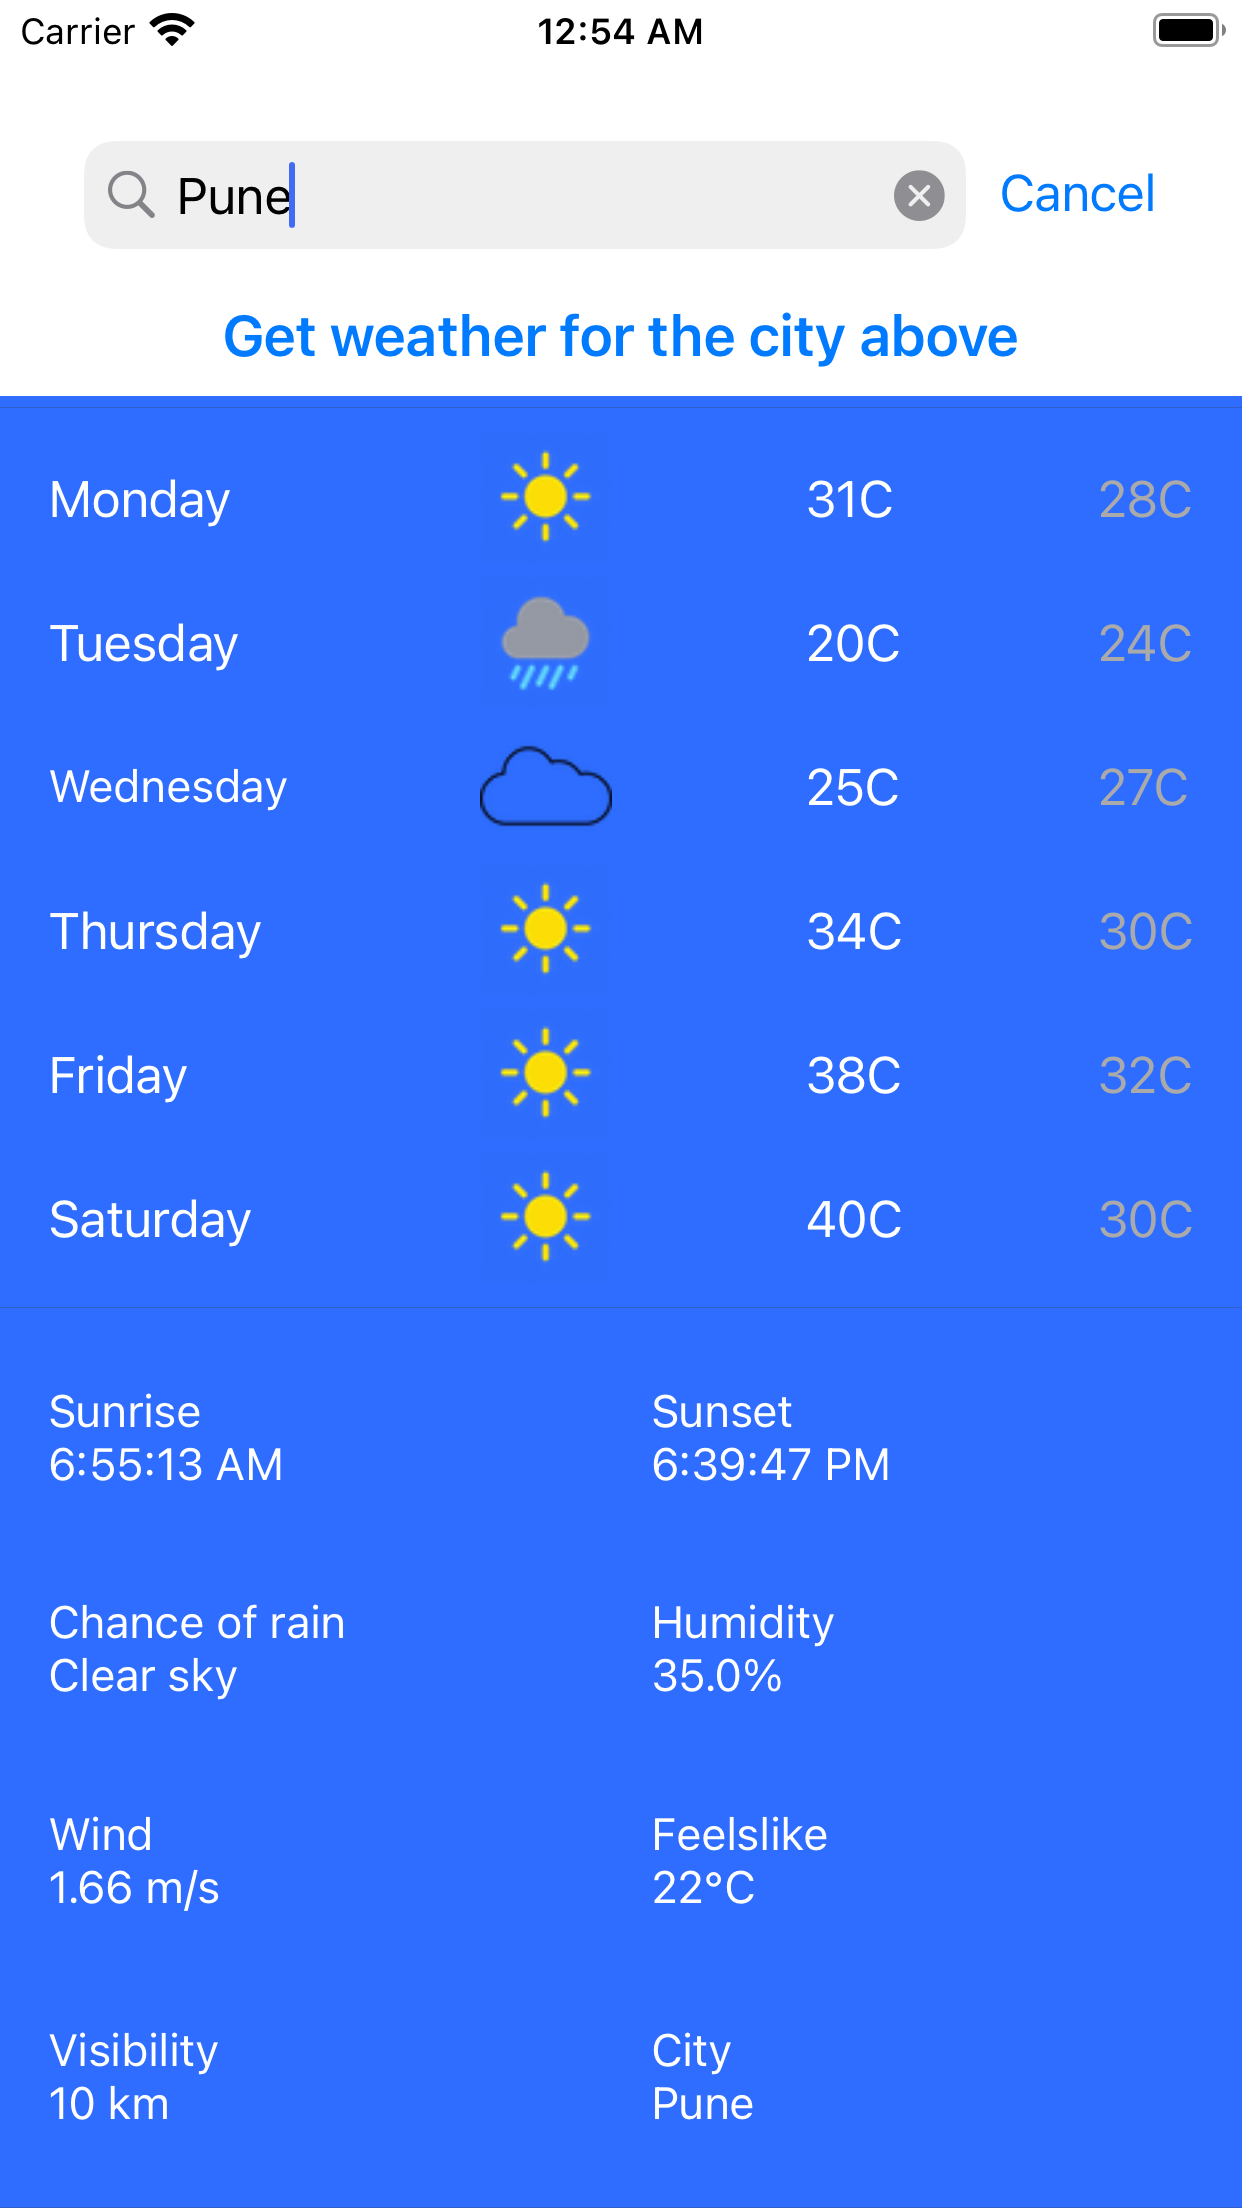 Carrier 12:54 AM
Pune Cancel
Get weather for the city above
Monday 31C 28C
Tuesday 20C 24C
Wednesday 25C 27C
Thursday 34C 30C
Friday 38C 32C
Saturday 40C 30C
Sunrise Sunset
6:55:13 AM 6:39:47 PM
Chance of rain Humidity
Clear sky 35.0%
Wind Feelslike
1.66 m/s 22°C
Visibility City
10 km Pune